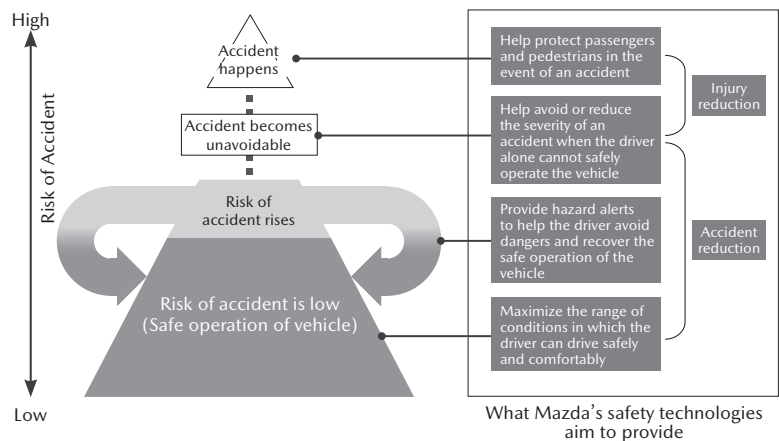 High
Risk of Accident
Low
Accident
happens
Accident becomes
unavoidable
Risk of
accident rises
Risk of accident is low
(Safe operation of vehicle)
Help protect passengers
and pedestrians in the
event of an accident
Help avoid or reduce
the severity of an
accident when the driver
alone cannot safely
operate the vehicle
Provide hazard alerts
to help the driver avoid
dangers and recover the
safe operation of the
vehicle
Maximize the range of
conditions in which the
driver can drive safely
and comfortably
Injury
reduction
Accident
reduction
What Mazda's safety technologies
aim to provide